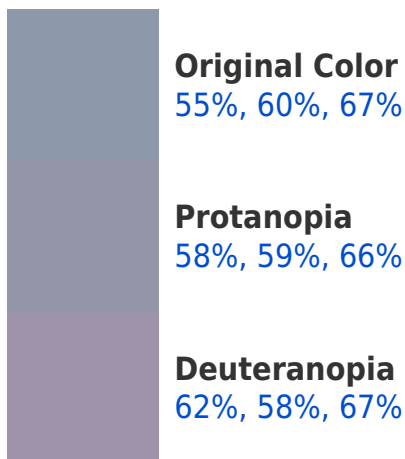 Original Color
55%, 60%, 67%
Protanopia
58%, 59%, 66%
Deuteranopia
62%, 58%, 67%